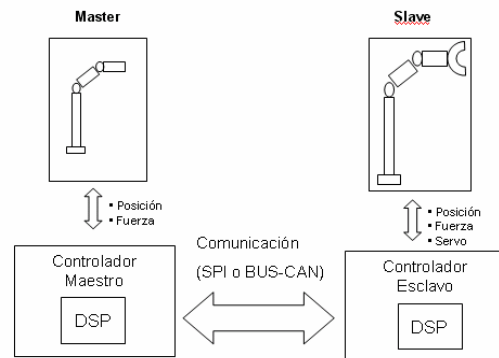 Master
Slave
▪ Posición
▪ Fuerza
▪ Posición
▪ Fuerza
▪ Servo
Controlador
Maestro
DSP
Comunicación
(SPI o BUS-CAN)
Controlador
Esclavo
DSP